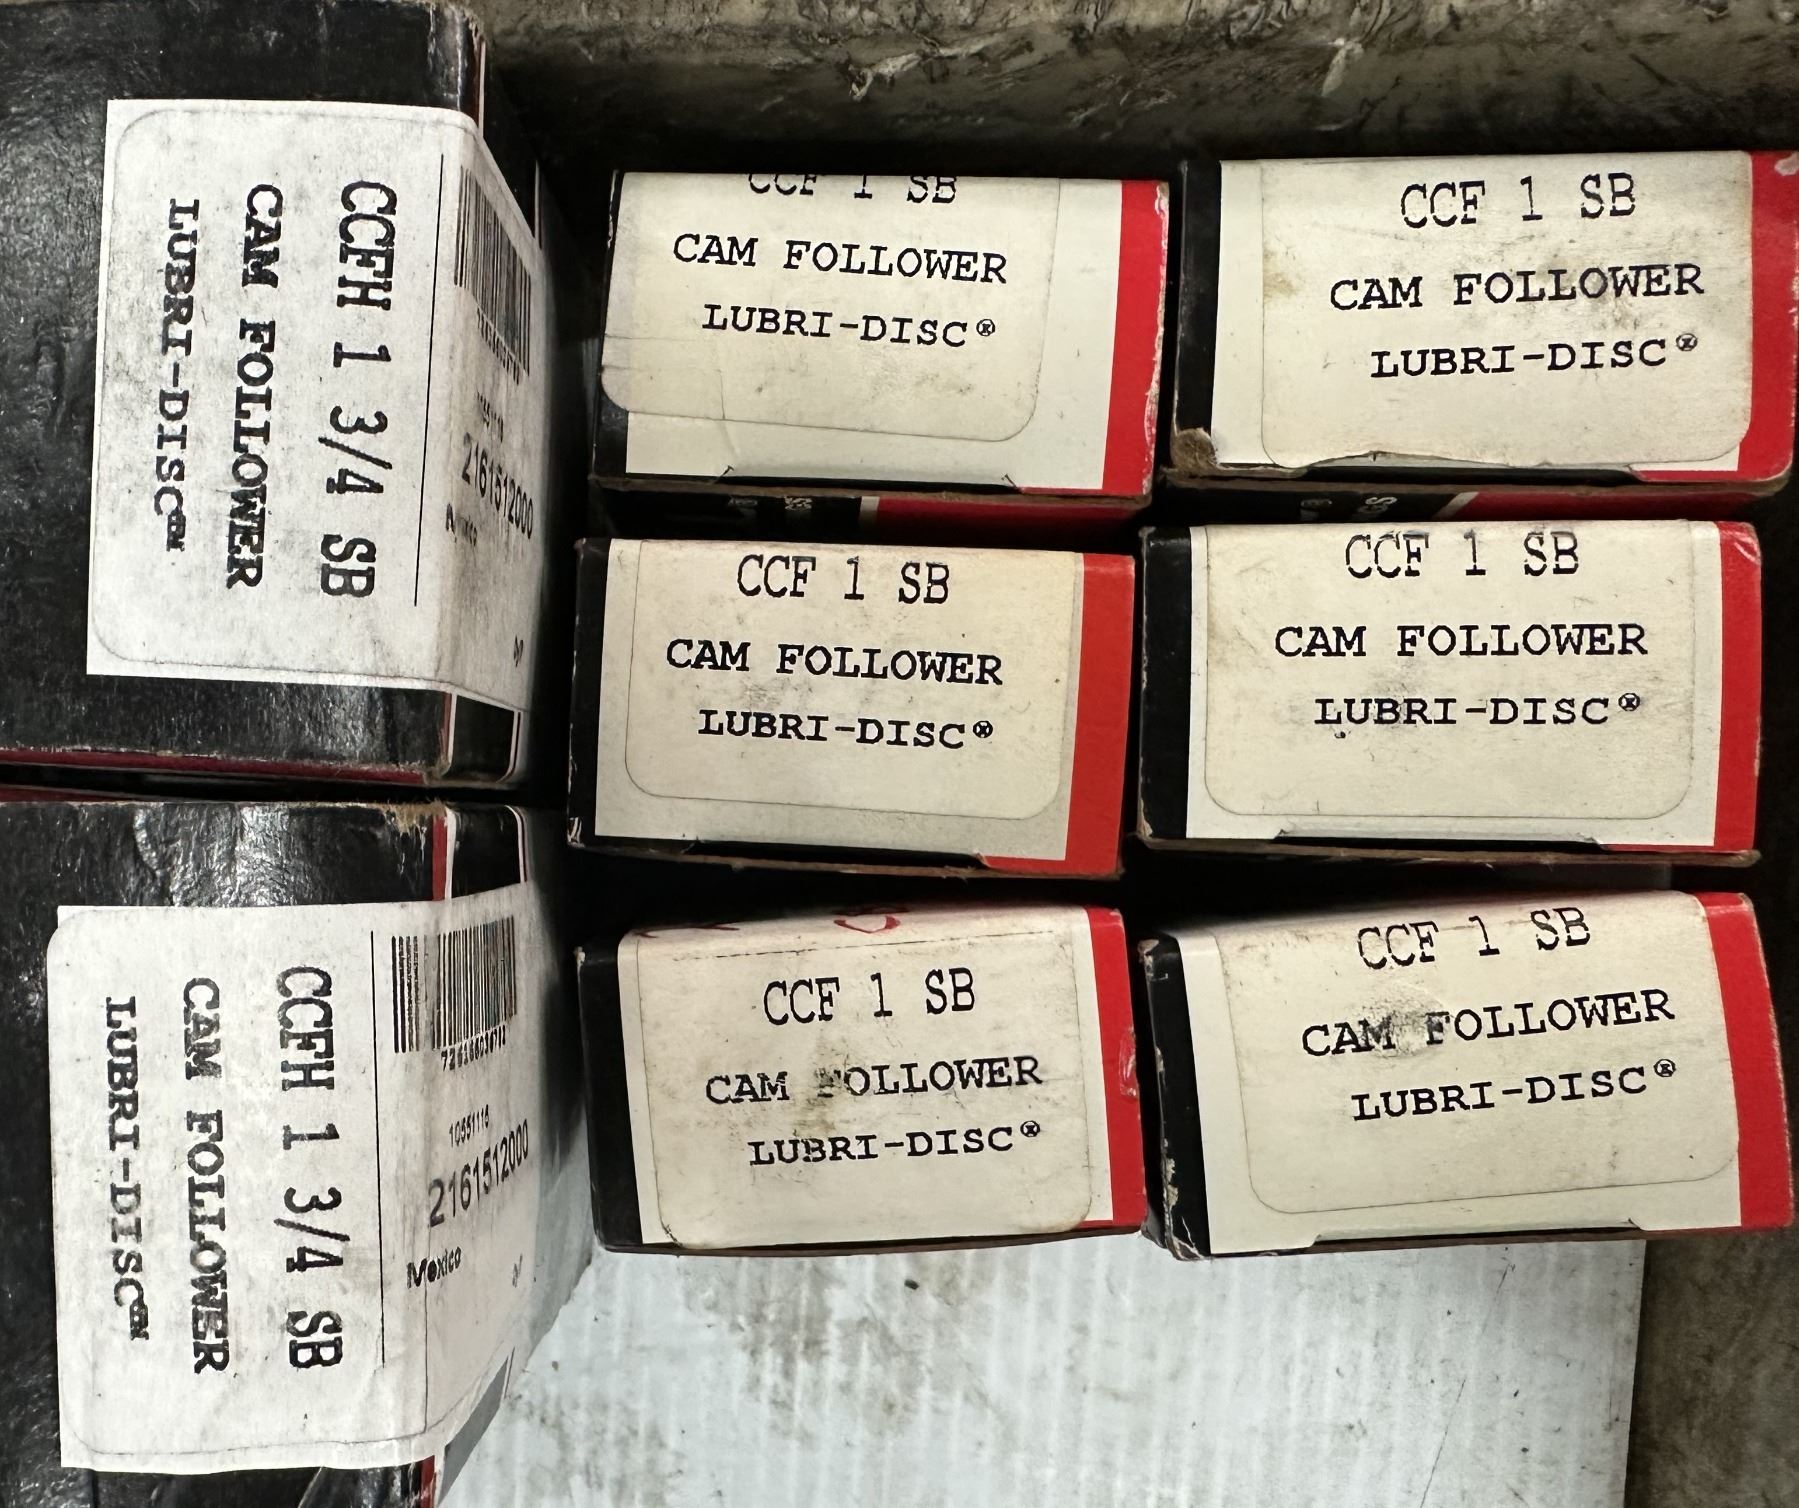 CCFH 1 3/4 SB
CAM FOLLOWER
LUBRI-DISC™
2161512000
CCF 1 SB
CAM FOLLOWER
LUBRI-DISC®
CCF 1 SB
CAM FOLLOWER
LUBRI-DISC®
CCF 1 SB
CAM FOLLOWER
LUBRI-DISC®
CCF 1 SB
CAM FOLLOWER
LUBRI-DISC®
CCFH 1 3/4 SB
CAM FOLLOWER
LUBRI-DISC™
10551116
2161512000
Mexico
CCF 1 SB
CAM FOLLOWER
LUBRI-DISC®
CCF 1 SB
CAM FOLLOWER
LUBRI-DISC®